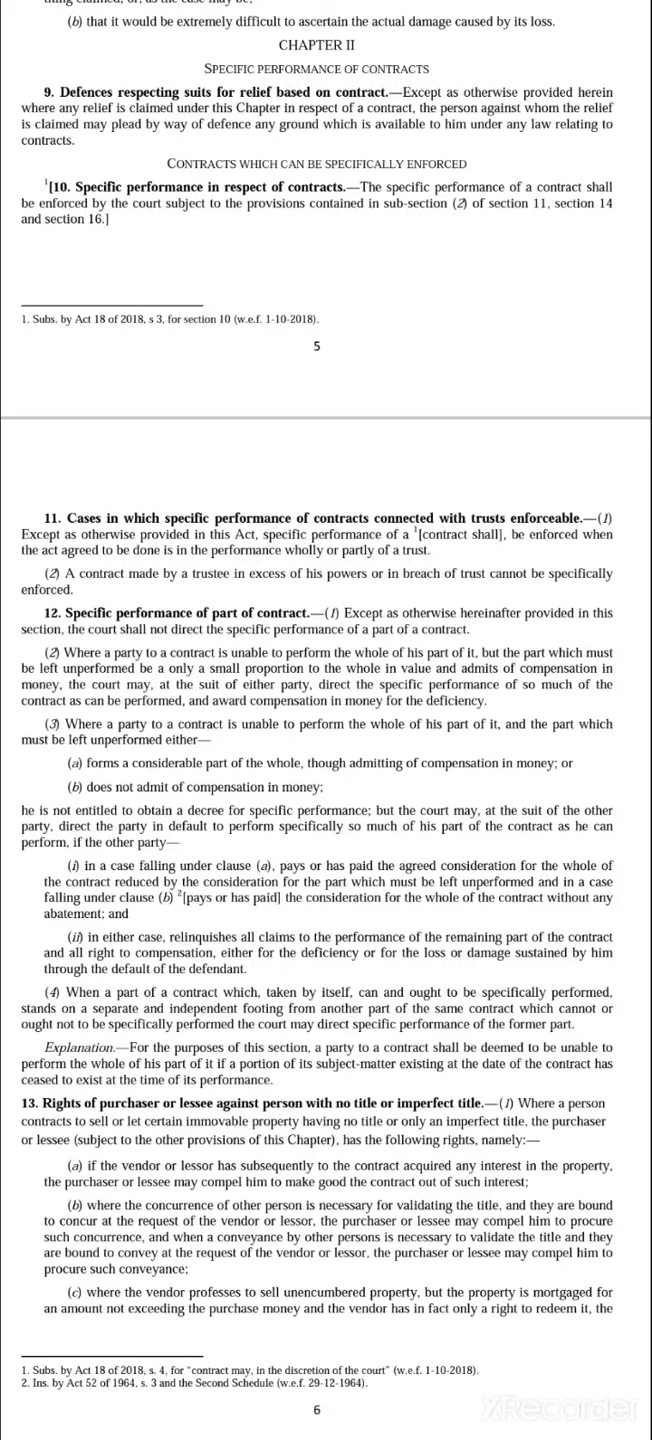 thing claimed, or, as the case may be,
(b) that it would be extremely difficult to ascertain the actual damage caused by its loss.
CHAPTER II
SPECIFIC PERFORMANCE OF CONTRACTS
9. Defences respecting suits for relief based on contract.—Except as otherwise provided herein
where any relief is claimed under this Chapter in respect of a contract, the person against whom the relief
is claimed may plead by way of defence any ground which is available to him under any law relating to
contracts.
CONTRACTS WHICH CAN BE SPECIFICALLY ENFORCED
1[10. Specific performance in respect of contracts.—The specific performance of a contract shall
be enforced by the court subject to the provisions contained in sub-section (2) of section 11, section 14
and section 16.]
1. Subs. by Act 18 of 2018, s 3, for section 10 (w.e.f. 1-10-2018).
5
11. Cases in which specific performance of contracts connected with trusts enforceable.—(1)
Except as otherwise provided in this Act, specific performance of a 1[contract shall], be enforced when
the act agreed to be done is in the performance wholly or partly of a trust.
(2) A contract made by a trustee in excess of his powers or in breach of trust cannot be specifically
enforced.
12. Specific performance of part of contract.—(1) Except as otherwise hereinafter provided in this
section, the court shall not direct the specific performance of a part of a contract.
(2) Where a party to a contract is unable to perform the whole of his part of it, but the part which must
be left unperformed be a only a small proportion to the whole in value and admits of compensation in
money, the court may, at the suit of either party, direct the specific performance of so much of the
contract as can be performed, and award compensation in money for the deficiency.
(3) Where a party to a contract is unable to perform the whole of his part of it, and the part which
must be left unperformed either—
(a) forms a considerable part of the whole, though admitting of compensation in money; or
(b) does not admit of compensation in money;
he is not entitled to obtain a decree for specific performance; but the court may, at the suit of the other
party, direct the party in default to perform specifically so much of his part of the contract as he can
perform, if the other party—
(i) in a case falling under clause (a), pays or has paid the agreed consideration for the whole of
the contract reduced by the consideration for the part which must be left unperformed and in a case
falling under clause (b) 2[pays or has paid] the consideration for the whole of the contract without any
abatement; and
(ii) in either case, relinquishes all claims to the performance of the remaining part of the contract
and all right to compensation, either for the deficiency or for the loss or damage sustained by him
through the default of the defendant.
(4) When a part of a contract which, taken by itself, can and ought to be specifically performed,
stands on a separate and independent footing from another part of the same contract which cannot or
ought not to be specifically performed the court may direct specific performance of the former part.
Explanation.—For the purposes of this section, a party to a contract shall be deemed to be unable to
perform the whole of his part of it if a portion of its subject-matter existing at the date of the contract has
ceased to exist at the time of its performance.
13. Rights of purchaser or lessee against person with no title or imperfect title.—(1) Where a person
contracts to sell or let certain immovable property having no title or only an imperfect title, the purchaser
or lessee (subject to the other provisions of this Chapter), has the following rights, namely:—
(a) if the vendor or lessor has subsequently to the contract acquired any interest in the property,
the purchaser or lessee may compel him to make good the contract out of such interest;
(b) where the concurrence of other person is necessary for validating the title, and they are bound
to concur at the request of the vendor or lessor, the purchaser or lessee may compel him to procure
such concurrence, and when a conveyance by other persons is necessary to validate the title and they
are bound to convey at the request of the vendor or lessor, the purchaser or lessee may compel him to
procure such conveyance;
(c) where the vendor professes to sell unencumbered property, but the property is mortgaged for
an amount not exceeding the purchase money and the vendor has in fact only a right to redeem it, the
1. Subs. by Act 18 of 2018, s. 4, for "contract may, in the discretion of the court" (w.e.f. 1-10-2018).
2. Ins. by Act 52 of 1964, s. 3 and the Second Schedule (w.e.f. 29-12-1964).
6
XRecorder